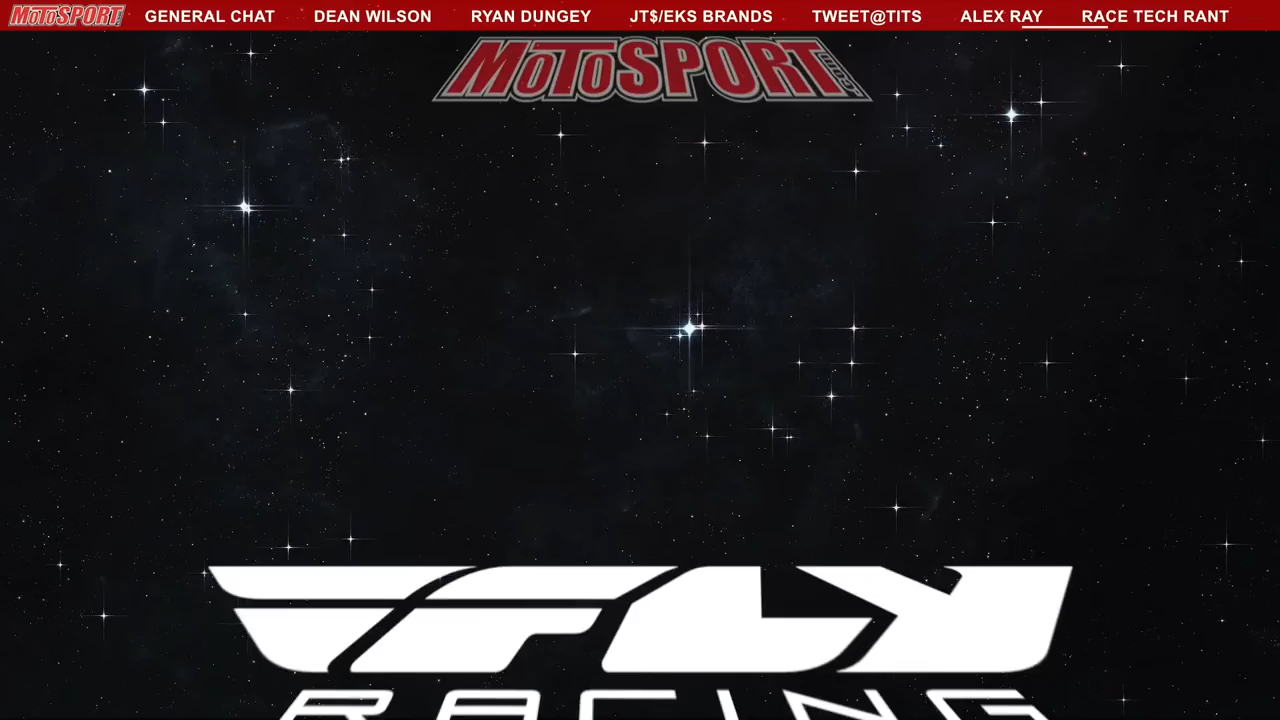 MOTOSPORT GENERAL CHAT DEAN WILSON RYAN DUNGEY JT$/EKS BRANDS TWEET@TITS ALEX RAY RACE TECH RANT
MOTOSPORT.COM
FLY
RACING